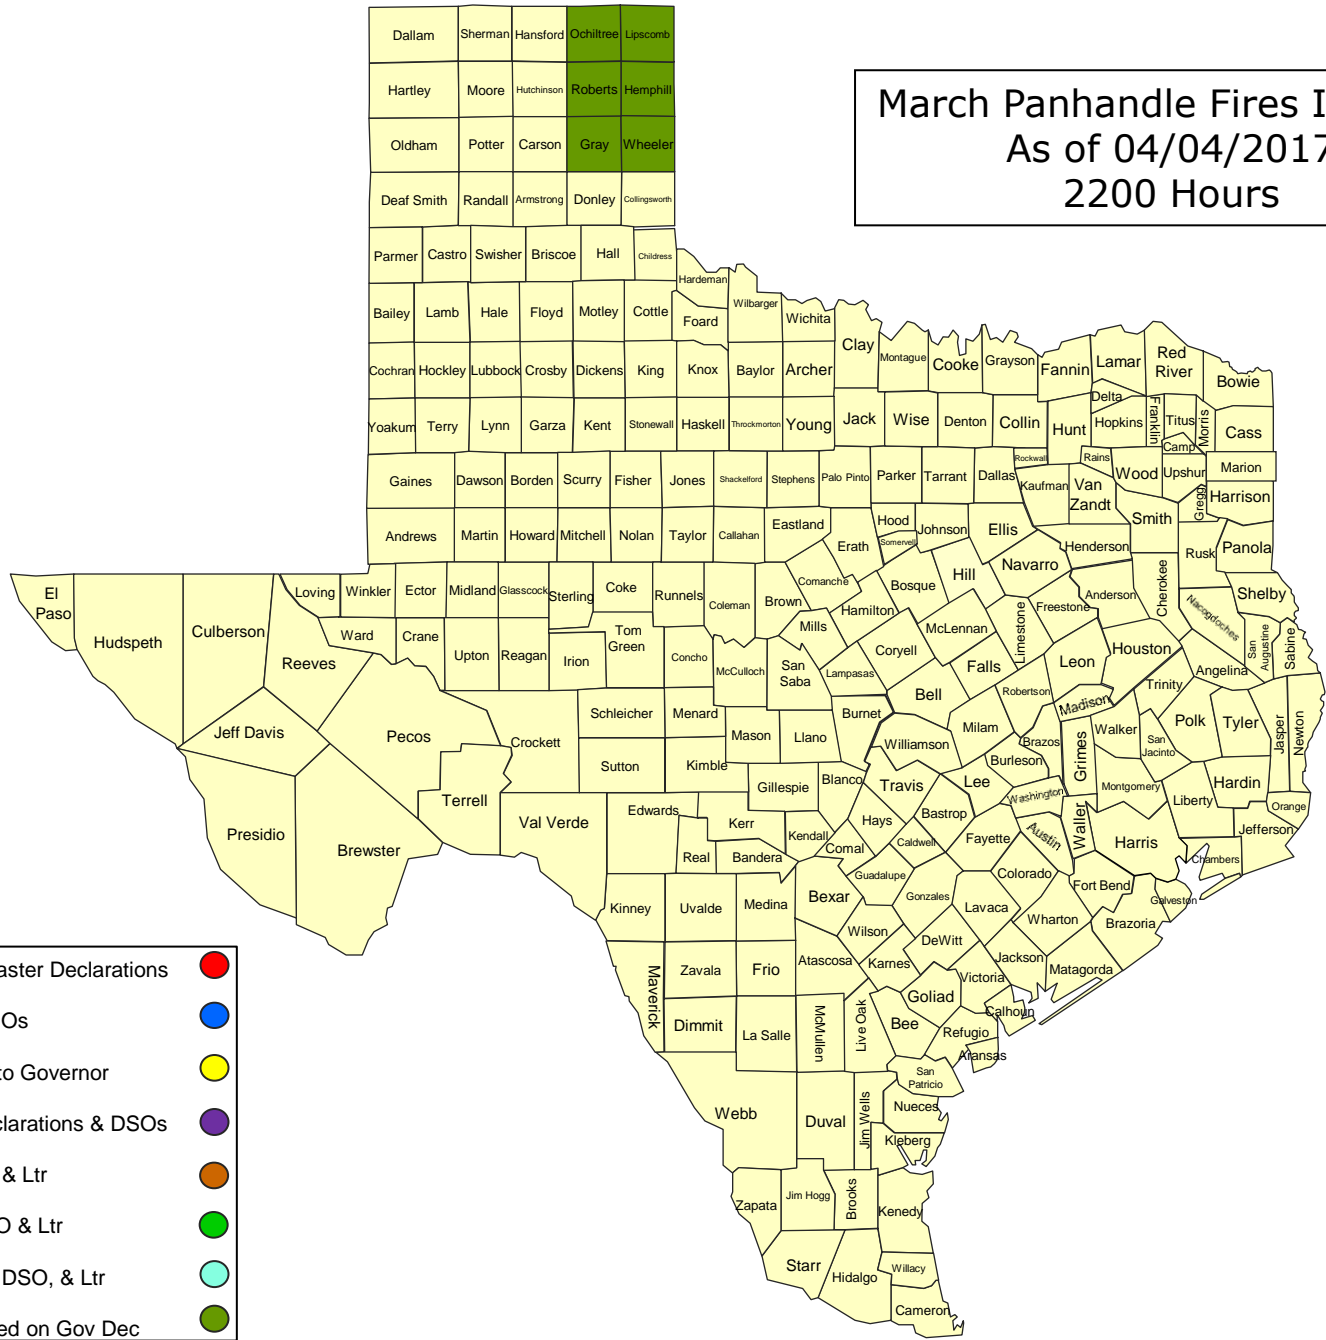 Dallam Sherman Hansford Ochiltree Lipscomb
Hartley Moore Hutchinson Roberts Hemphill
March Panhandle Fires
As of 04/04/2017
2200 Hours
Oldham Potter Carson Gray Wheeler
Deaf Smith Randall Armstrong Donley Collingsworth
Parmer Castro Swisher Briscoe Hall Childress
Hardeman
Bailey Lamb Hale Floyd Motley Cottle Foard Wilbarger Wichita
Clay Montague Cooke Grayson Fannin Lamar Red River Bowie
Cochran Hockley Lubbock Crosby Dickens King Knox Baylor Archer
Delta
Yoakum Terry Lynn Garza Kent Stonewall Haskell Throckmorton Young Jack Wise Denton Collin Hunt Hopkins Franklin Titus Morris Cass
Camp
Rockwall Rains
Gaines Dawson Borden Scurry Fisher Jones Shackelford Stephens Palo Pinto Parker Tarrant Dallas Kaufman Van Zandt Wood Upshur Marion
Gregg Harrison
Andrews Martin Howard Mitchell Nolan Taylor Callahan Eastland Erath Hood Somervell Johnson Ellis Henderson Smith Rusk Panola
El Paso Hudspeth Culberson Loving Winkler Ector Midland Glasscock Sterling Coke Runnels Coleman Brown Comanche Hamilton Bosque Hill Navarro Freestone Anderson Cherokee Nacogdoches Shelby
Reeves Ward Crane Upton Reagan Irion Tom Green Concho McCulloch San Saba Mills Lampasas Coryell McLennan Limestone Falls Leon Houston Angelina San Augustine Sabine
Bell Robertson Madison Trinity
Jeff Davis Pecos Crockett Schleicher Menard Mason Llano Burnet Williamson Milam Brazos Grimes Walker San Jacinto Polk Tyler Jasper Newton
Sutton Kimble Gillespie Blanco Travis Lee Burleson Washington Montgomery Liberty Hardin Orange
Presidio Brewster Terrell Val Verde Edwards Kerr Kendall Hays Comal Caldwell Bastrop Fayette Austin Waller Harris Jefferson Chambers
Real Bandera Guadalupe Colorado Fort Bend Galveston
Kinney Uvalde Medina Bexar Wilson Gonzales Lavaca Wharton Brazoria
Maverick Zavala Frio Atascosa Karnes DeWitt Victoria Jackson Matagorda
Dimmit La Salle McMullen Live Oak Bee Goliad Refugio Calhoun Aransas
San Patricio
Webb Duval Jim Wells Nueces
Kleberg
Zapata Jim Hogg Brooks Kenedy
Starr Hidalgo Willacy
Cameron
Declarations
to Governor
& DSOs
& Ltr
& Ltr
DSO, & Ltr
on Gov Dec